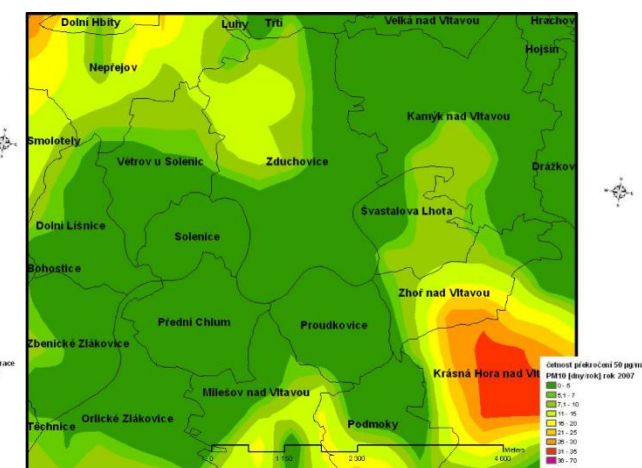 Dolní Hbity
Luhy
Trtí
Velká nad Vltavou
Hrachov
Hojšín
Nepřejov
Kamýk nad Vltavou
Smolotely
Větrov u Solenic
Zduchovice
Drážkov
Švastalova Lhota
Dolní Líšnice
Solenice
Bohostice
Zhoř nad Vltavou
Přední Chlum
Proudkovice
Zbenické Zlákovice
Krásná Hora nad Vlt
Milešov nad Vltavou
Orlické Zlákovice
Podmoky
Těchnice
race
četnost překročení 50 µg/m
PM10 [dny/rok] rok 2007
0 - 5
5,1 - 7
7,1 - 10
11 - 15
16 - 20
21 - 25
26 - 30
31 - 35
36 - 70
0 1 150 2 300 4 600
Meters